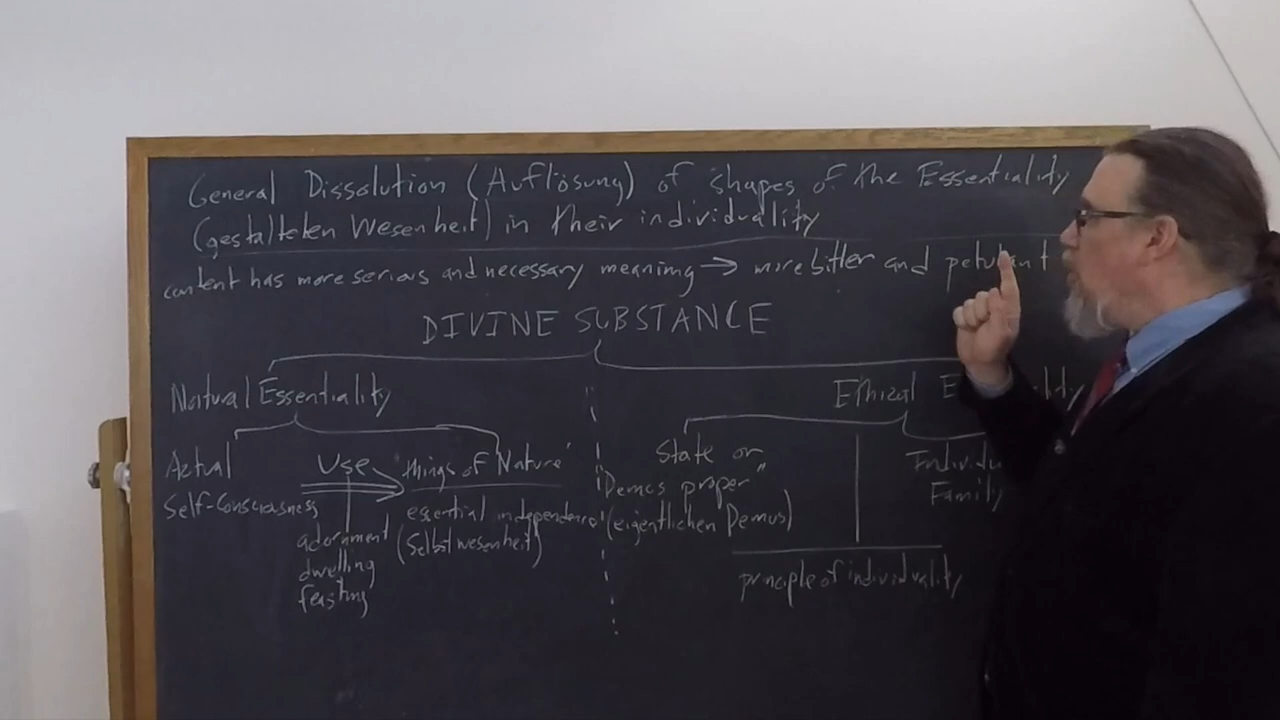 General Dissolution (Auflösung) of shapes of the Essentiality
(gestalteten Wesenheit) in their individuality
content has more serious and necessary meaning → more bitter and petulant
DIVINE SUBSTANCE
Natural Essentiality
Ethical
Actual
Self-Consciousness
Use
adornment
dwelling
feasting
"things of Nature"
essential independence
(Selbstwesenheit)
State or
"Demos proper"
(eigentlichen Demos)
Family
principle of individuality